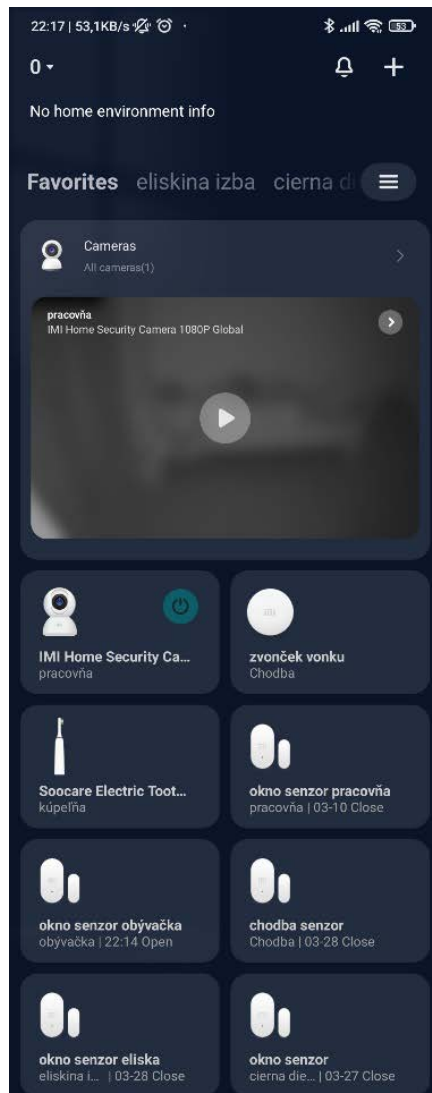 22:17 | 53,1KB/s
53
0
No home environment info
Favorites eliskina izba cierna di
Cameras
All cameras(1)
pracovňa
IMI Home Security Camera 1080P Global
IMI Home Security Ca...
pracovňa
zvonček vonku
Chodba
Soocare Electric Toot...
kúpeľňa
okno senzor pracovňa
pracovňa | 03-10 Close
okno senzor obývačka
obývačka | 22:14 Open
chodba senzor
Chodba | 03-28 Close
okno senzor eliska
eliskina i... | 03-28 Close
okno senzor
cierna die... | 03-27 Close